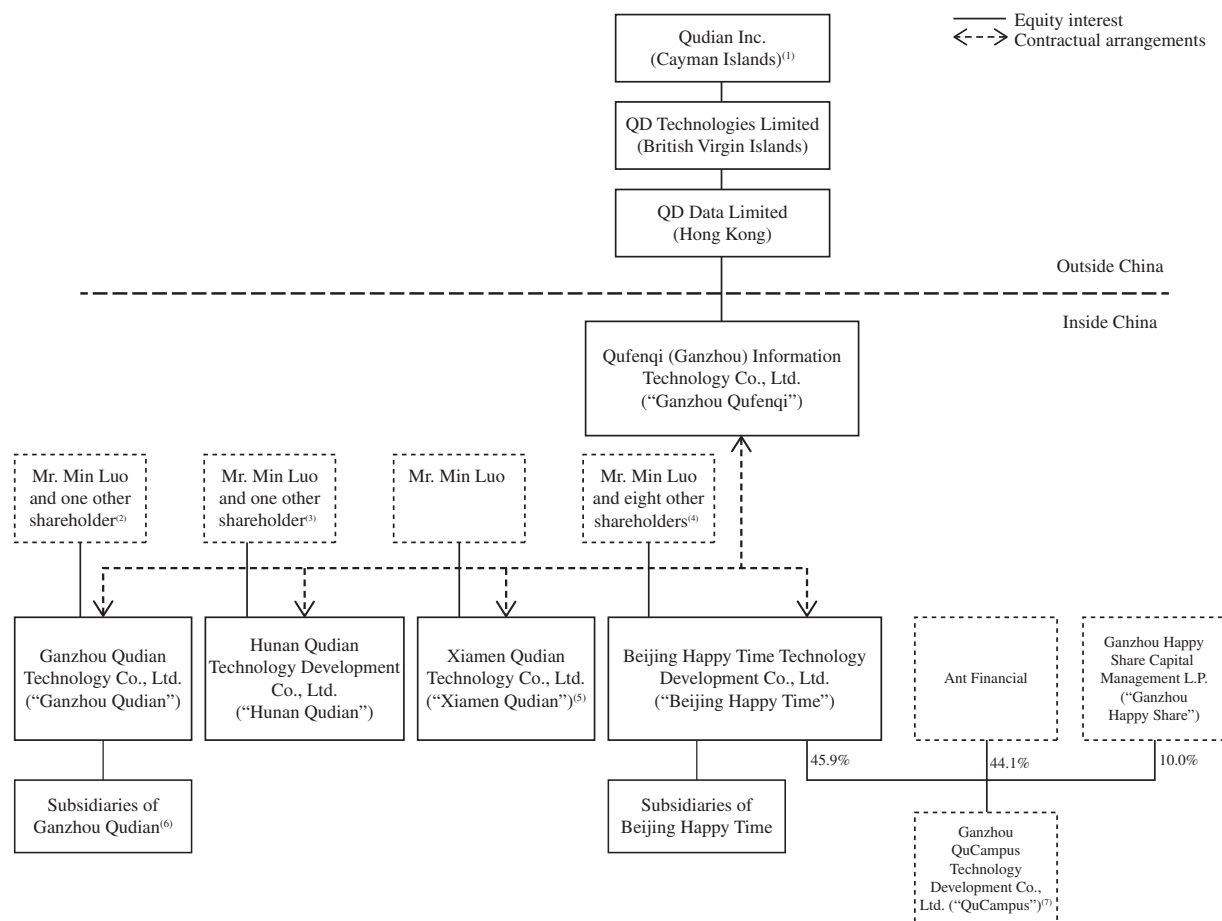 Equity interest
Contractual arrangements
Qudian Inc.
(Cayman Islands)(1)
QD Technologies Limited
(British Virgin Islands)
QD Data Limited
(Hong Kong)
Outside China
Inside China
Qufenqi (Ganzhou) Information
Technology Co., Ltd.
(“Ganzhou Qufenqi”)
Mr. Min Luo
and one other
shareholder(2)
Mr. Min Luo
and one other
shareholder(3)
Mr. Min Luo
Mr. Min Luo
and eight other
shareholders(4)
Ganzhou Qudian
Technology Co., Ltd.
(“Ganzhou Qudian”)
Hunan Qudian
Technology Development
Co., Ltd.
(“Hunan Qudian”)
Xiamen Qudian
Technology Co., Ltd.
(“Xiamen Qudian”)(5)
Beijing Happy Time Technology
Development Co., Ltd.
(“Beijing Happy Time”)
Ant Financial
Ganzhou Happy
Share Capital
Management L.P.
(“Ganzhou
Happy Share”)
45.9%
44.1%
10.0%
Subsidiaries of
Ganzhou Qudian(6)
Subsidiaries of
Beijing Happy Time
Ganzhou
QuCampus
Technology
Development Co.,
Ltd. (“QuCampus”)(7)